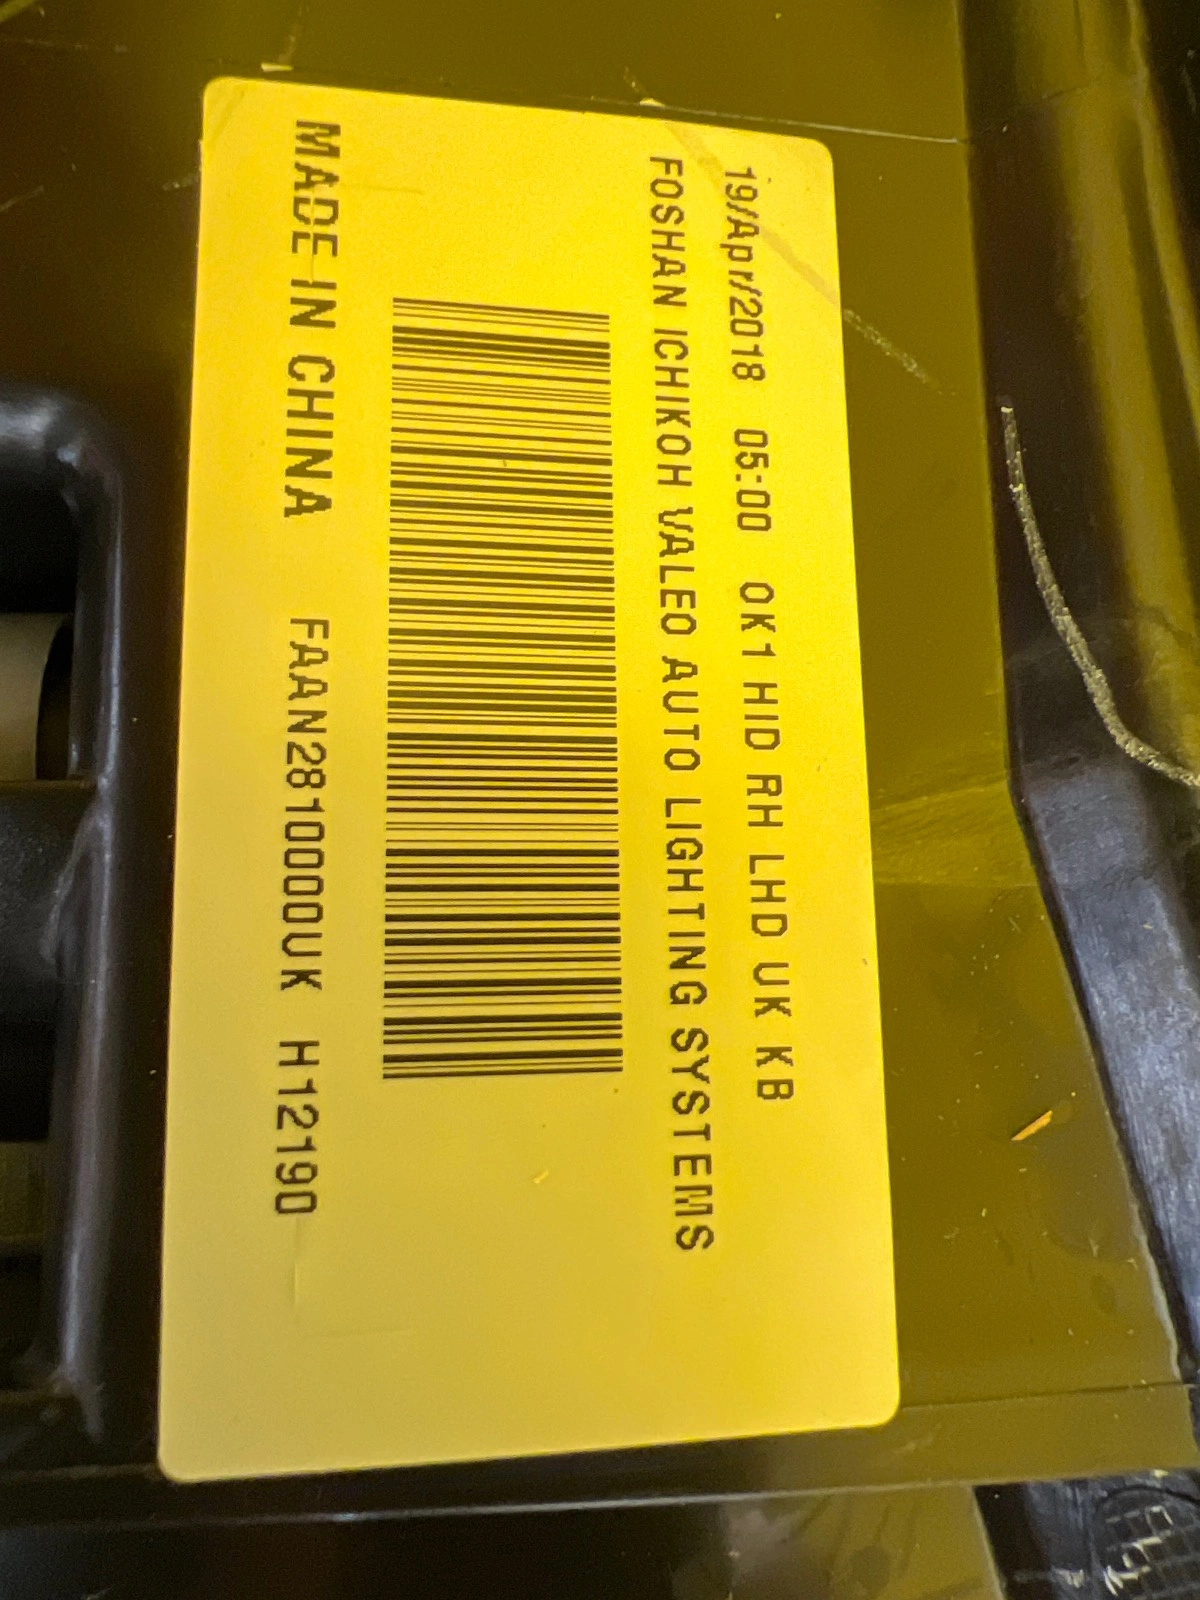 19/Apr/2018 05:00 OK1 HID RH LHD UK KB
FOSHAN ICHIKOH VALEO AUTO LIGHTING SYSTEMS
MADE IN CHINA FAAN2810000UK H12190